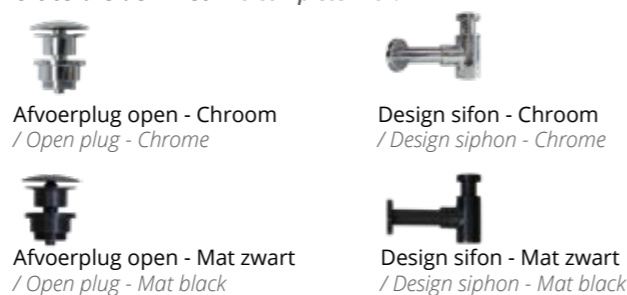 Afvoerplug open - Chroom
/ Open plug - Chrome
Design sifon - Chroom
/ Design siphon - Chrome
Afvoerplug open - Mat zwart
/ Open plug - Mat black
Design sifon - Mat zwart
/ Design siphon - Mat black